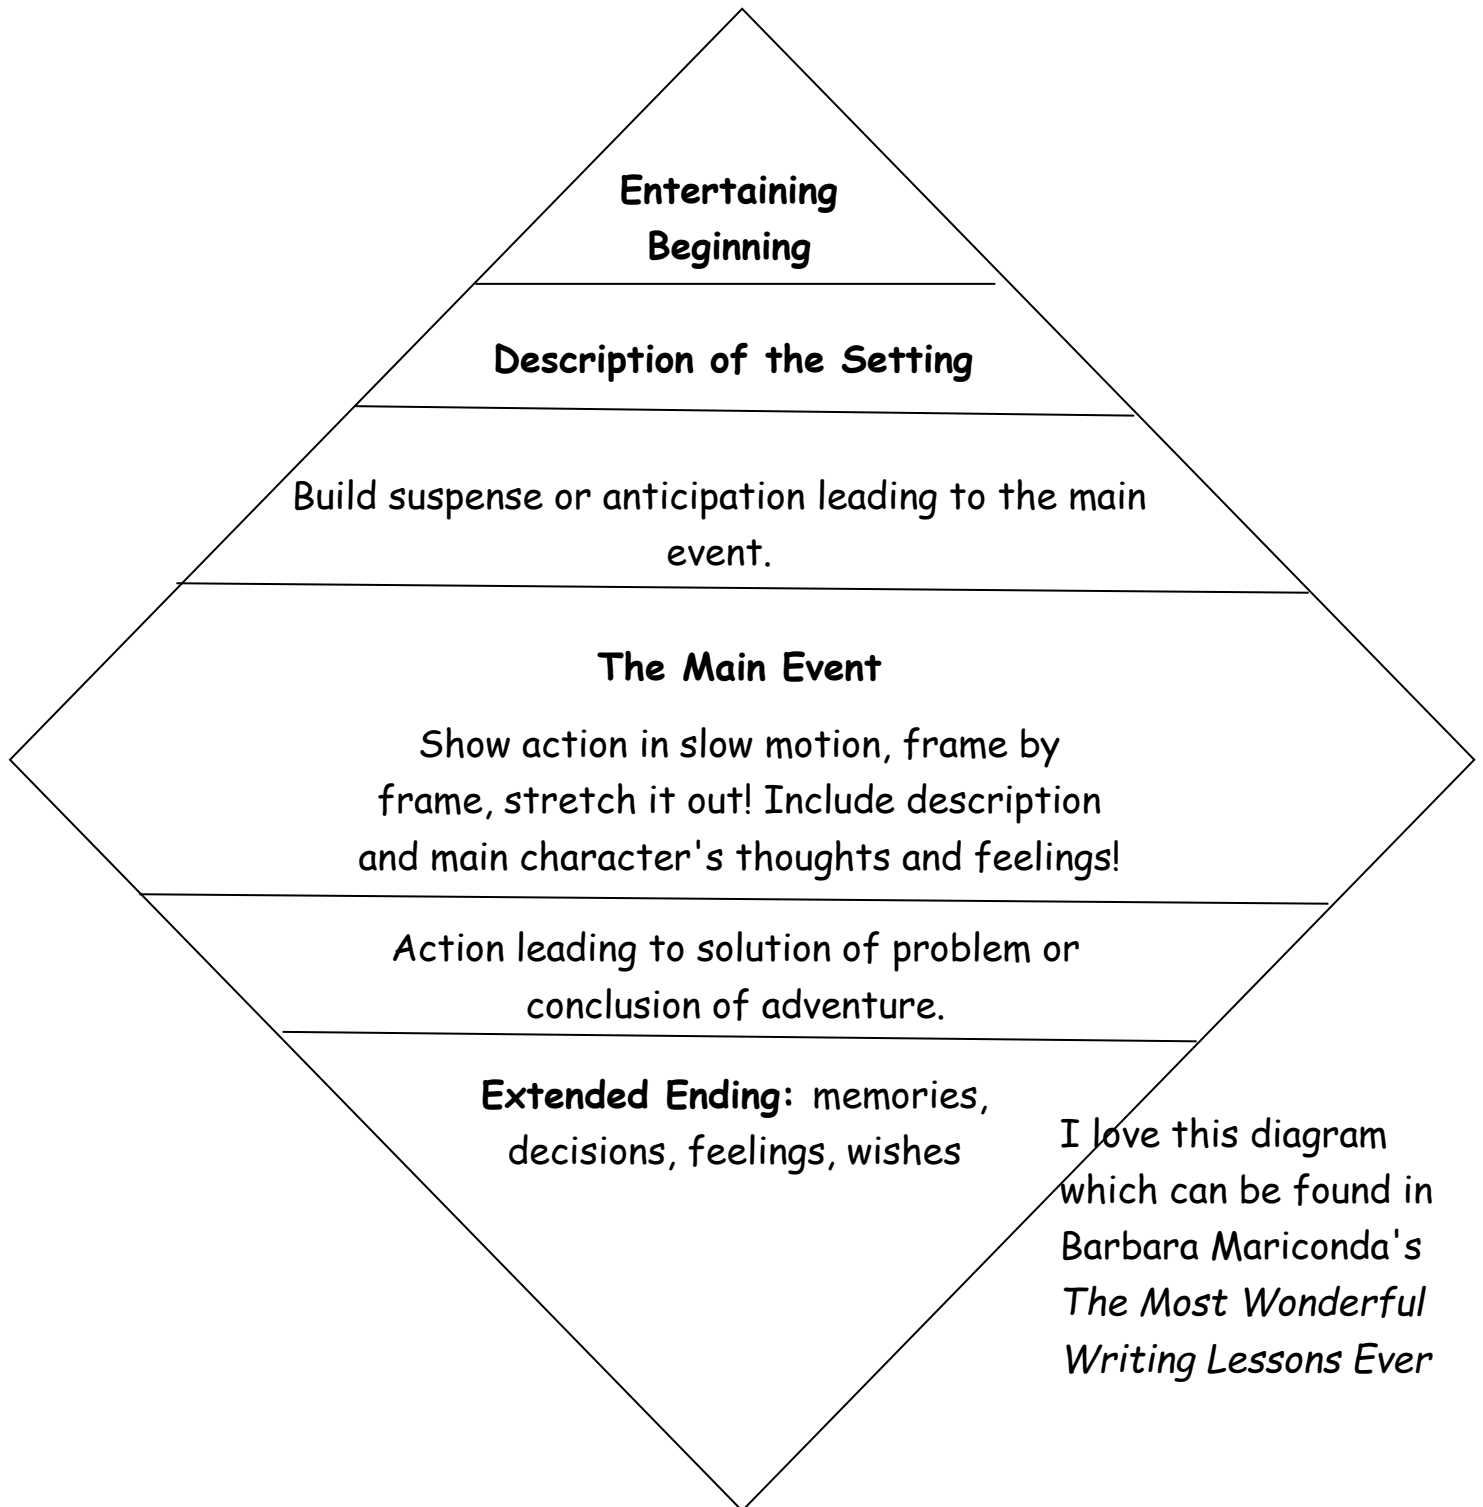 Entertaining
Beginning
Description of the Setting
Build suspense or anticipation leading to the main
event.
The Main Event
Show action in slow motion, frame by
frame, stretch it out! Include description
and main character's thoughts and feelings!
Action leading to solution of problem or
conclusion of adventure.
Extended Ending: memories,
decisions, feelings, wishes
I love this diagram
which can be found in
Barbara Mariconda's
The Most Wonderful
Writing Lessons Ever